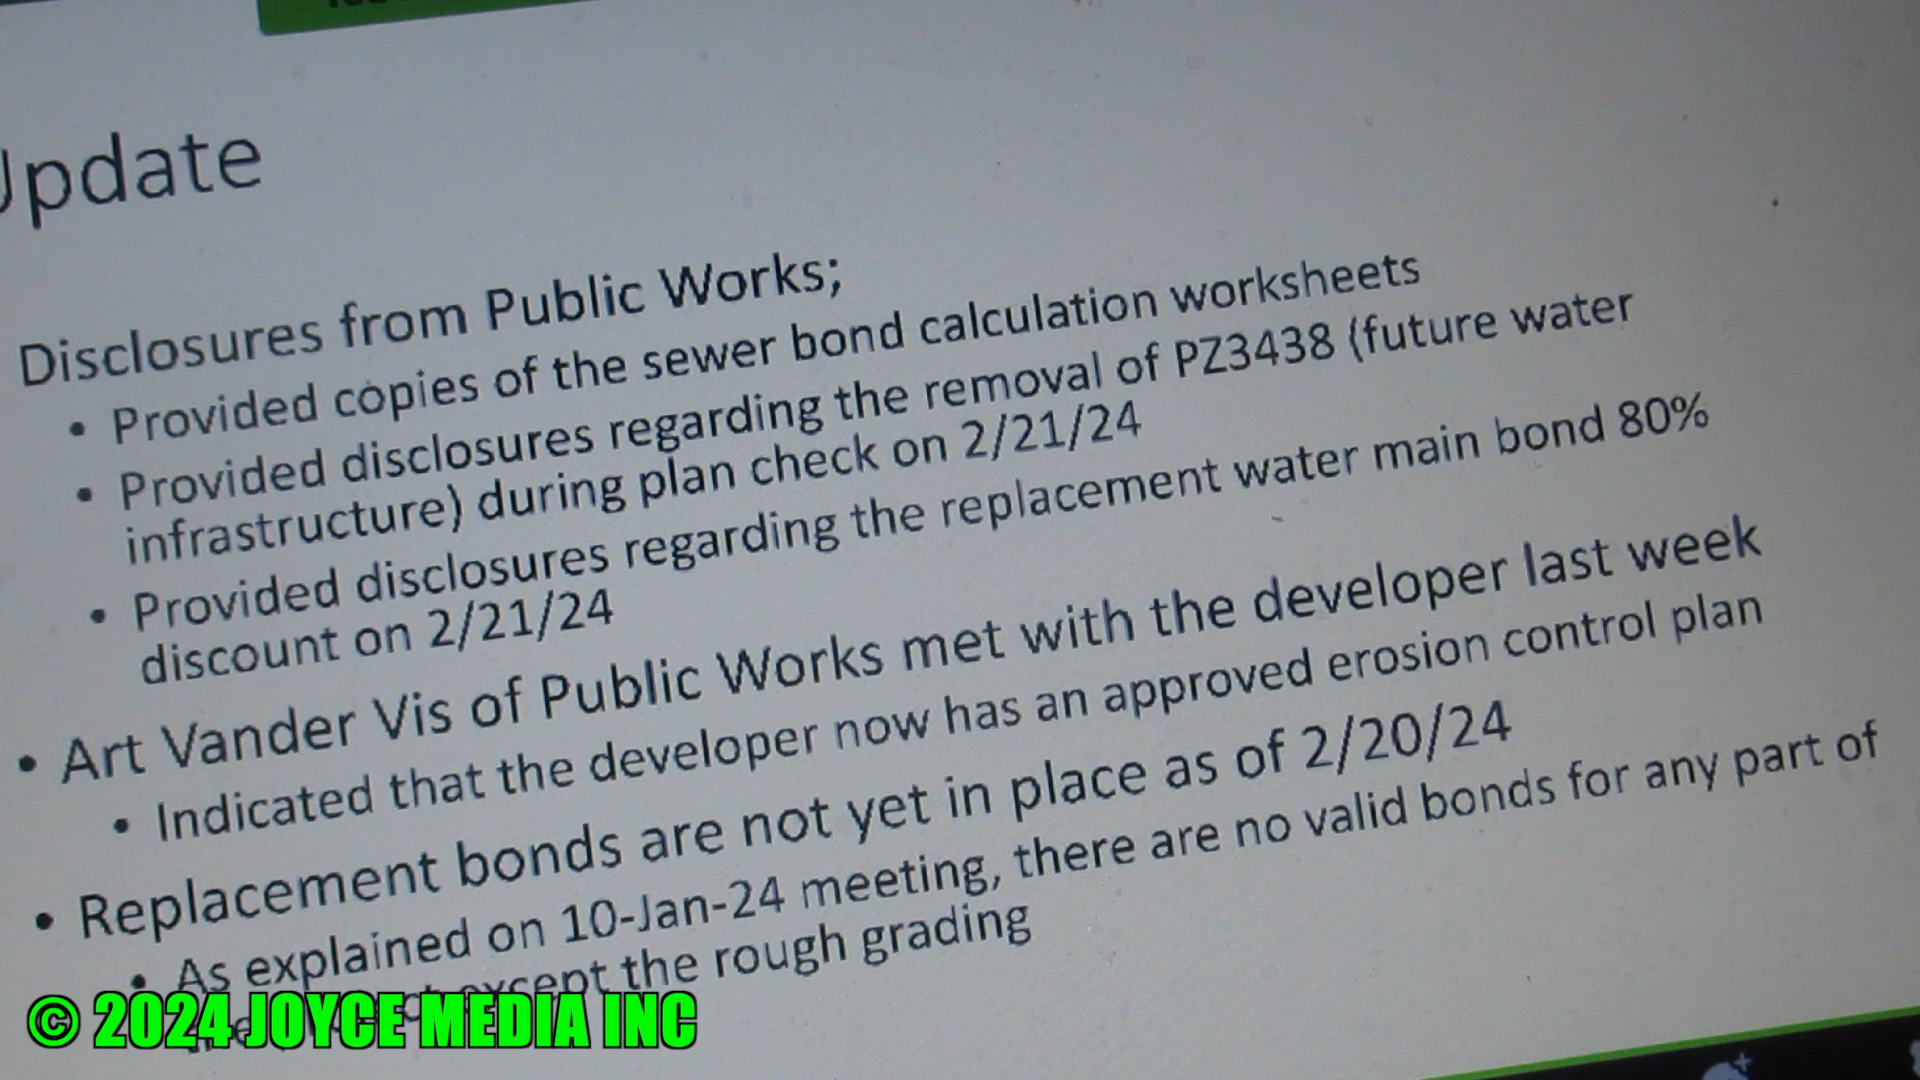 Update
Disclosures from Public Works;
• Provided copies of the sewer bond calculation worksheets
• Provided disclosures regarding the removal of PZ3438 (future water
infrastructure) during plan check on 2/21/24
• Provided disclosures regarding the replacement water main bond 80%
discount on 2/21/24
• Art Vander Vis of Public Works met with the developer last week
• Indicated that the developer now has an approved erosion control plan
• Replacement bonds are not yet in place as of 2/20/24
• As explained on 10-Jan-24 meeting, there are no valid bonds for any part of
except the rough grading
© 2024 JOYCE MEDIA INC